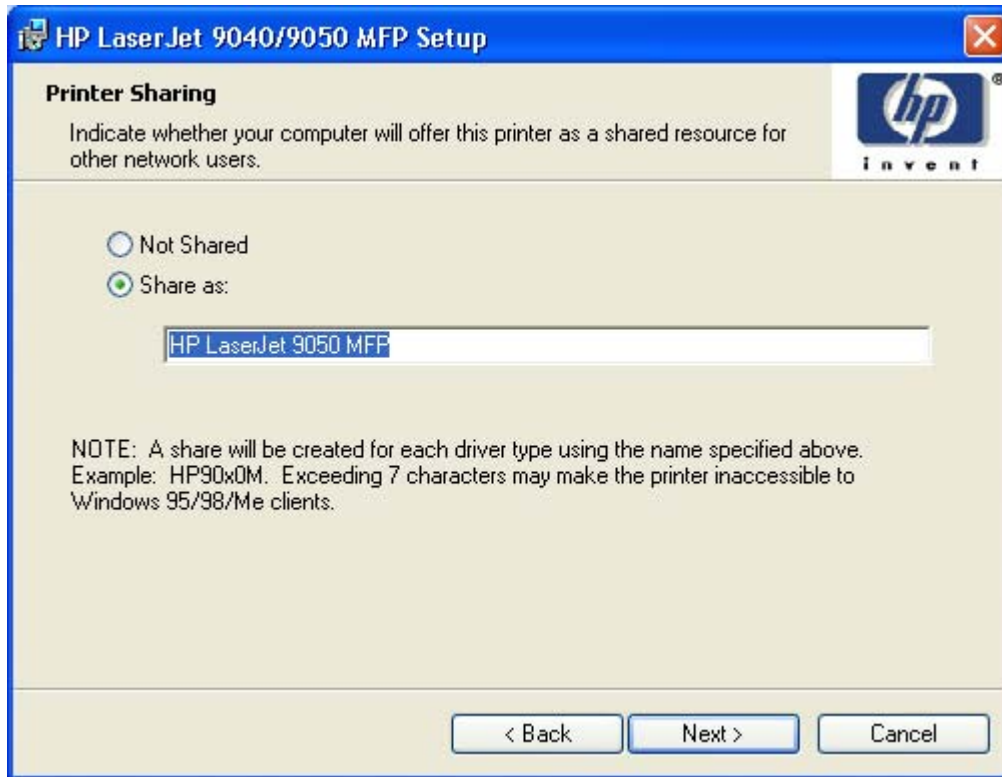 HP LaserJet 9040/9050 MFP Setup
Printer Sharing
Indicate whether your computer will offer this printer as a shared resource for
other network users.
hp
®
invent
Not Shared
Share as:
HP LaserJet 9050 MFP
NOTE: A share will be created for each driver type using the name specified above.
Example: HP90x0M. Exceeding 7 characters may make the printer inaccessible to
Windows 95/98/Me clients.
< Back
Next >
Cancel